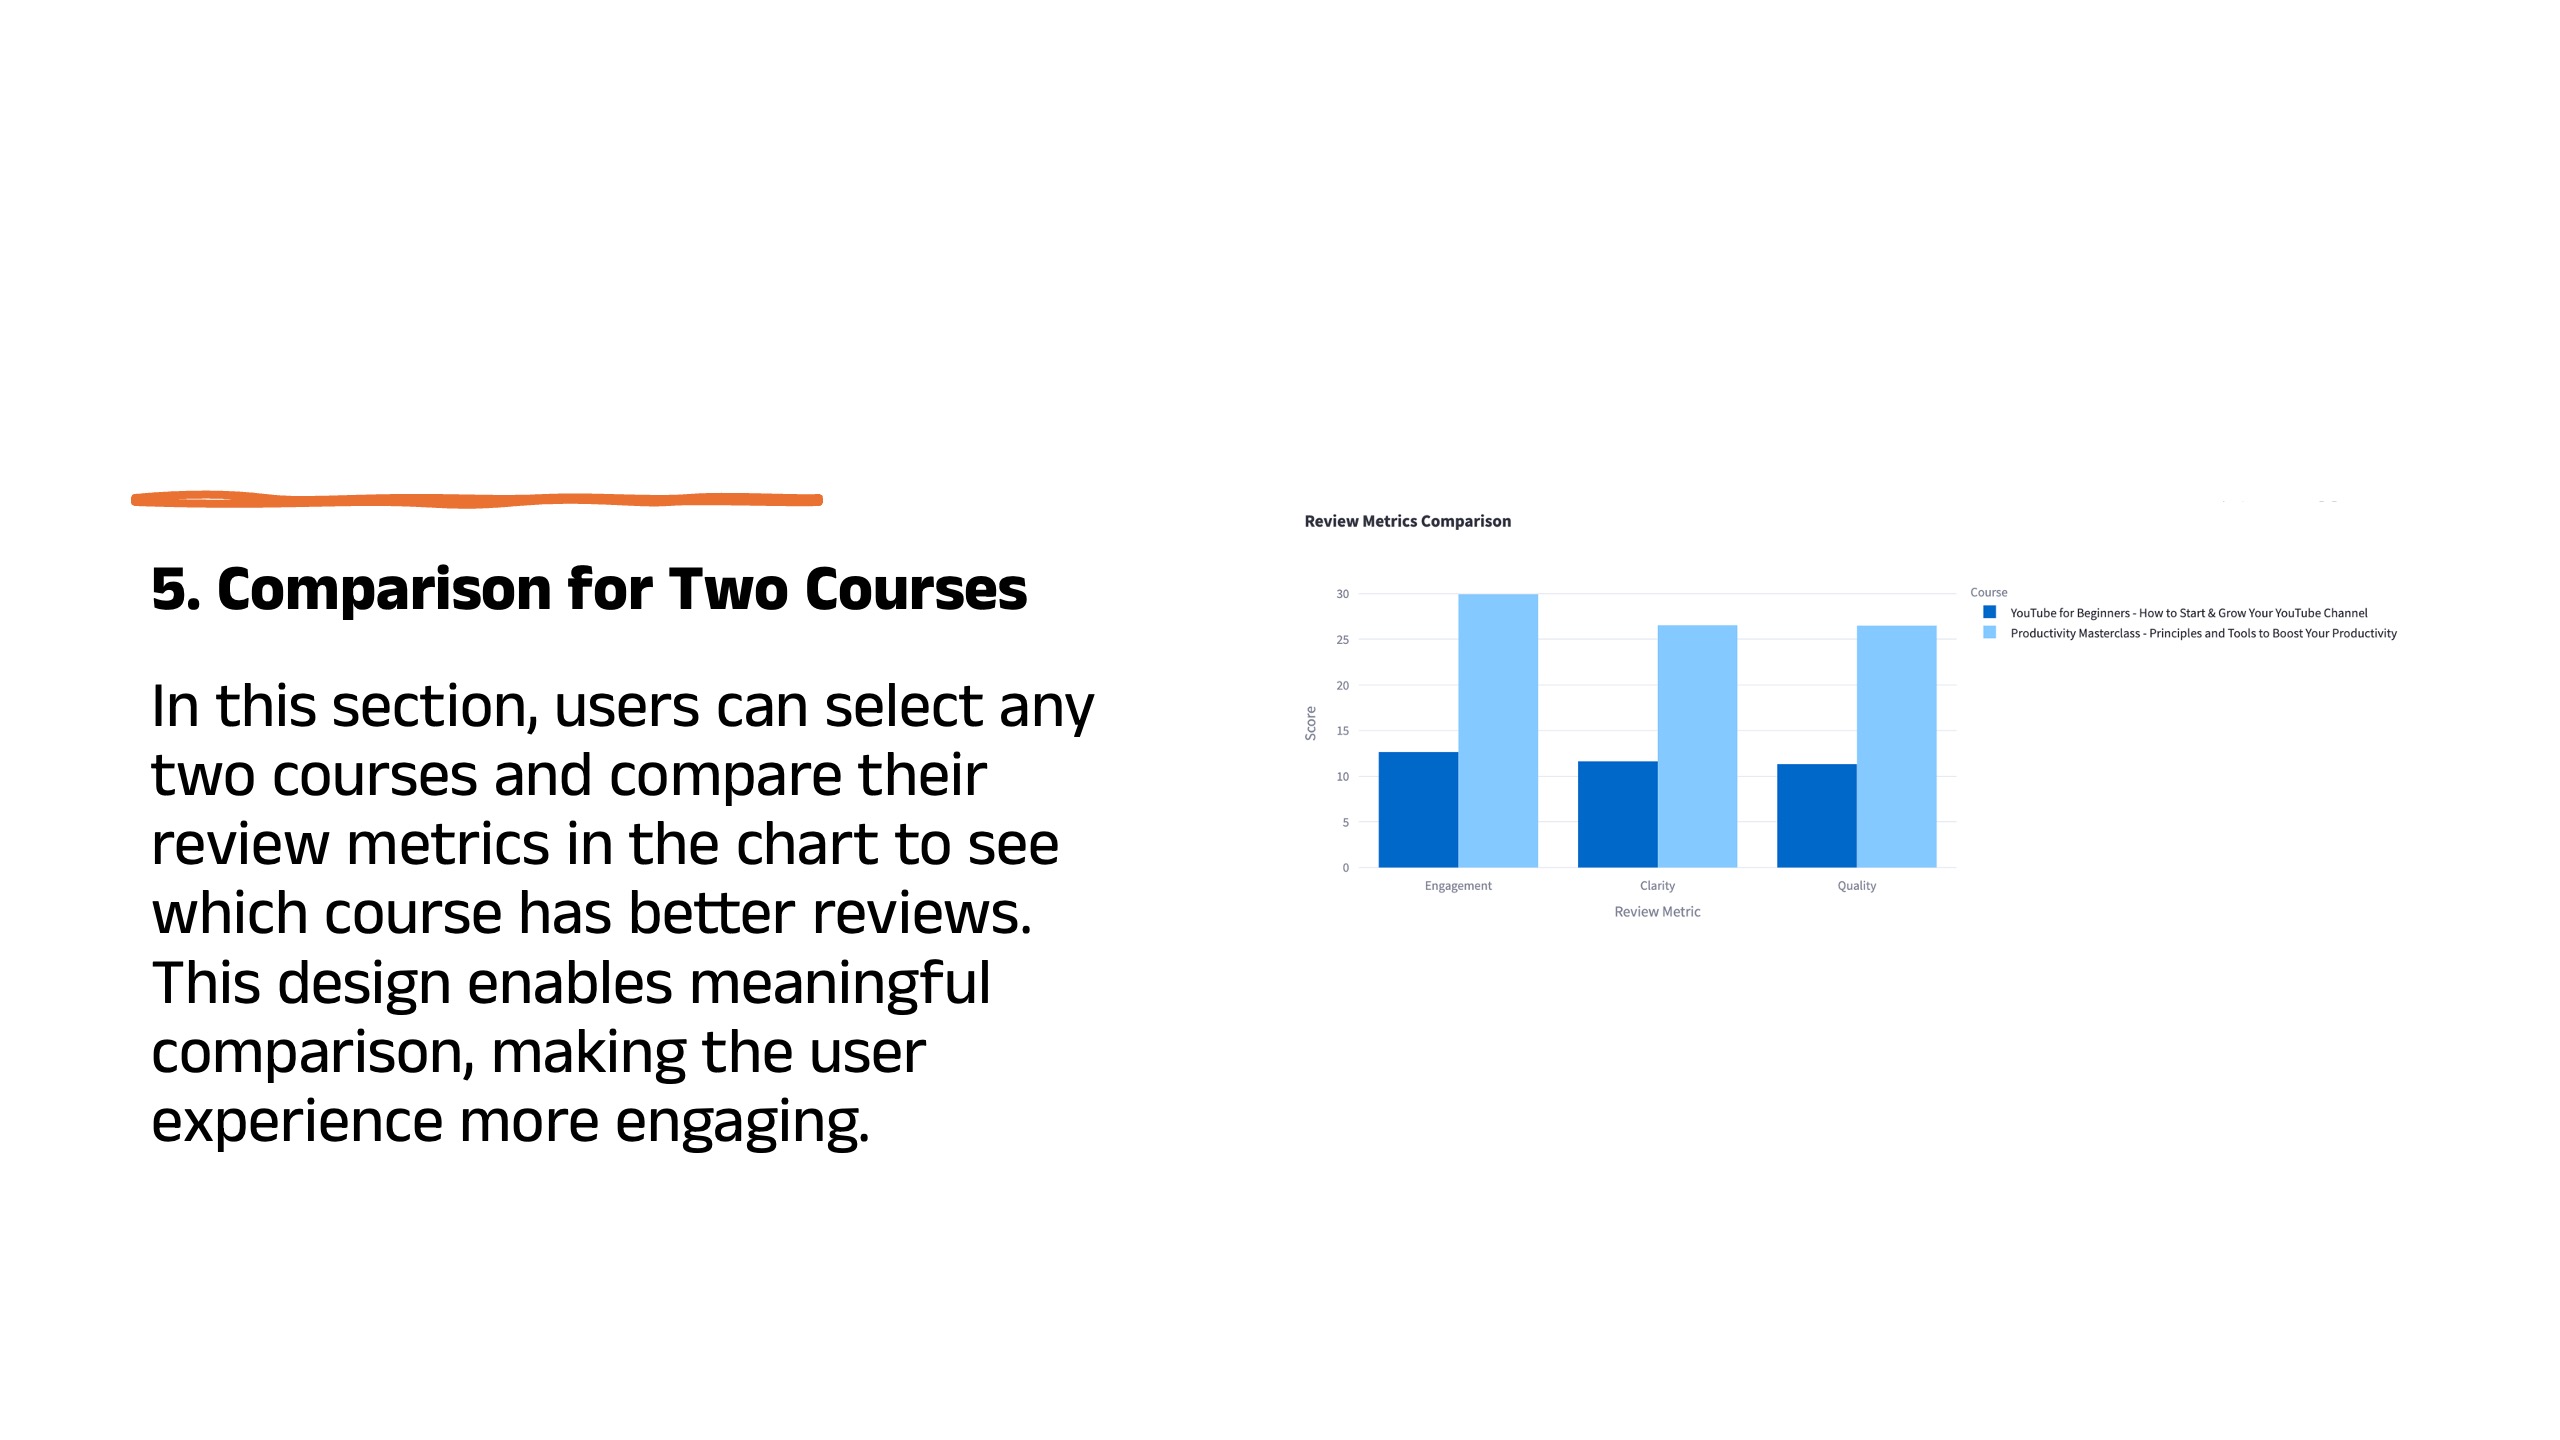 5. Comparison for Two Courses
In this section, users can select any
two courses and compare their
review metrics in the chart to see
which course has better reviews.
This design enables meaningful
comparison, making the user
experience more engaging.
Review Metrics Comparison
Score
30
25
20
15
10
5
0
Engagement
Clarity
Quality
Review Metric
Course
YouTube for Beginners - How to Start & Grow Your YouTube Channel
Productivity Masterclass - Principles and Tools to Boost Your Productivity